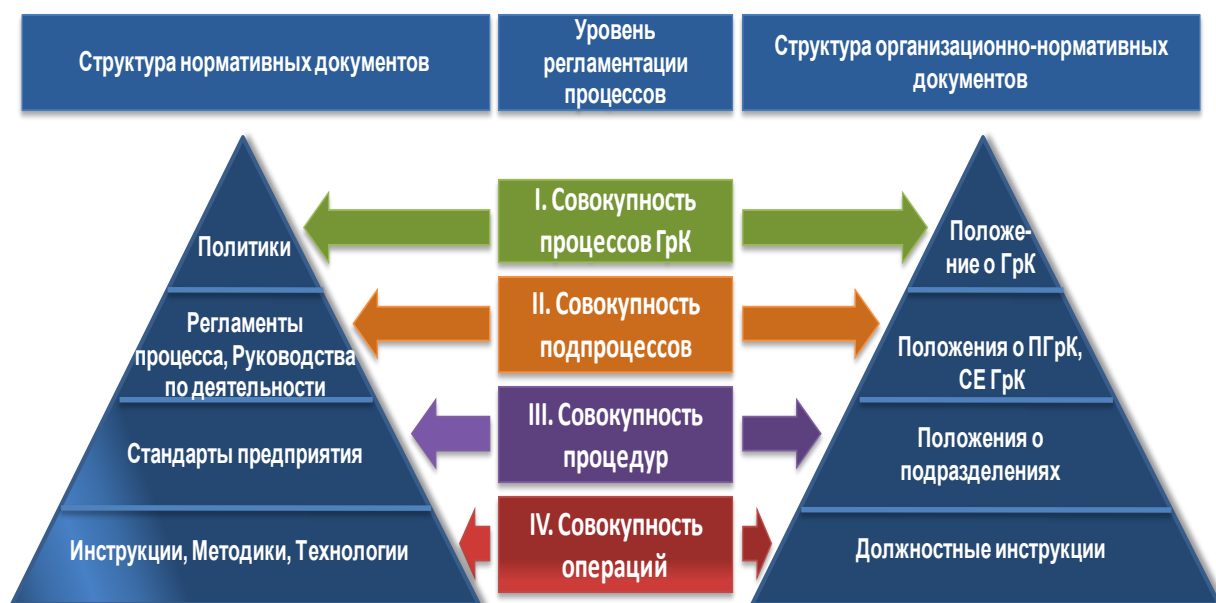 Структура нормативных документов
Уровень
регламентации
процессов
Структура организационно-нормативных
документов
Политики
Регламенты
процесса, Руководства
по деятельности
Стандарты предприятия
Инструкции, Методики, Технологии
I. Совокупность
процессов ГрК
II. Совокупность
подпроцессов
III. Совокупность
процедур
IV. Совокупность
операций
Положе-
ние о ГрК
Положения о ПГрК,
СЕ ГрК
Положения о
подразделениях
Должностные инструкции